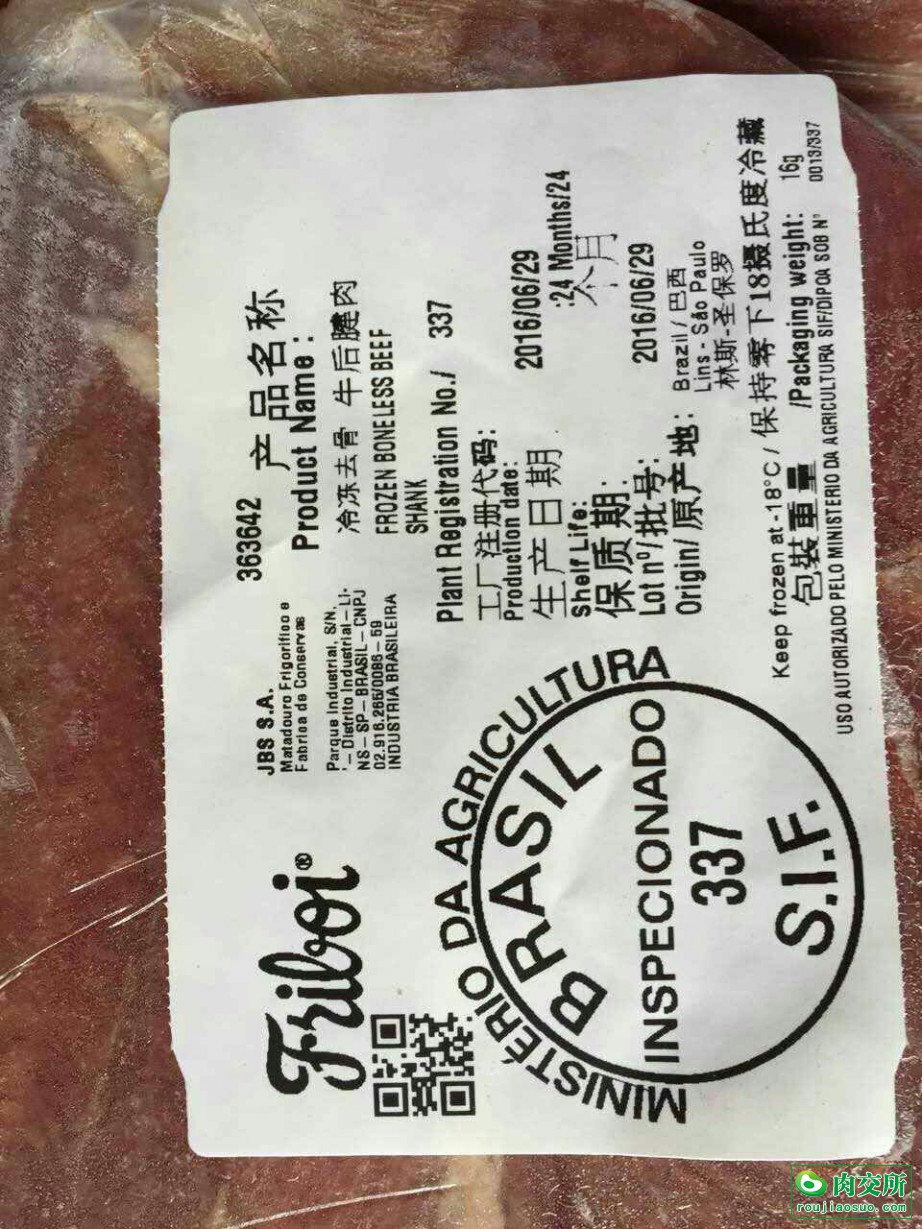 Friboi®
JBS S.A.
Matadouro Frigorífico e
Fabrica de Conservas
Parque Industrial, S/N,
'– Distrito Industrial – LI-
NS – SP – BRASIL – CNPJ
02.916.265/0086 – 59
INDUSTRIA BRASILEIRA
363642 产品名称
Product Name :
冷冻去骨 牛后腱肉
FROZEN BONELESS BEEF
SHANK
Plant Registration No./ 337
工厂注册代码:
Production date: 2016/06/29
生产日期
Shelf Life: :24 Months/24
保质期: 个月
Lot nº/批号: 2016/06/29
Origin/原产地: Brazil/巴西
Lins - São Paulo
林斯-圣保罗
Keep frozen at -18°C / 保持零下18摄氏度冷藏
包装重量 /Packaging weight: 16g
USO AUTORIZADO PELO MINISTERIO DA AGRICULTURA SIF/DIPOA SOB Nº 0013/337
MINISTÉRIO DA AGRICULTURA
BRASIL
INSPECIONADO
337
S.I.F.
肉交所
roujiaosuo.com